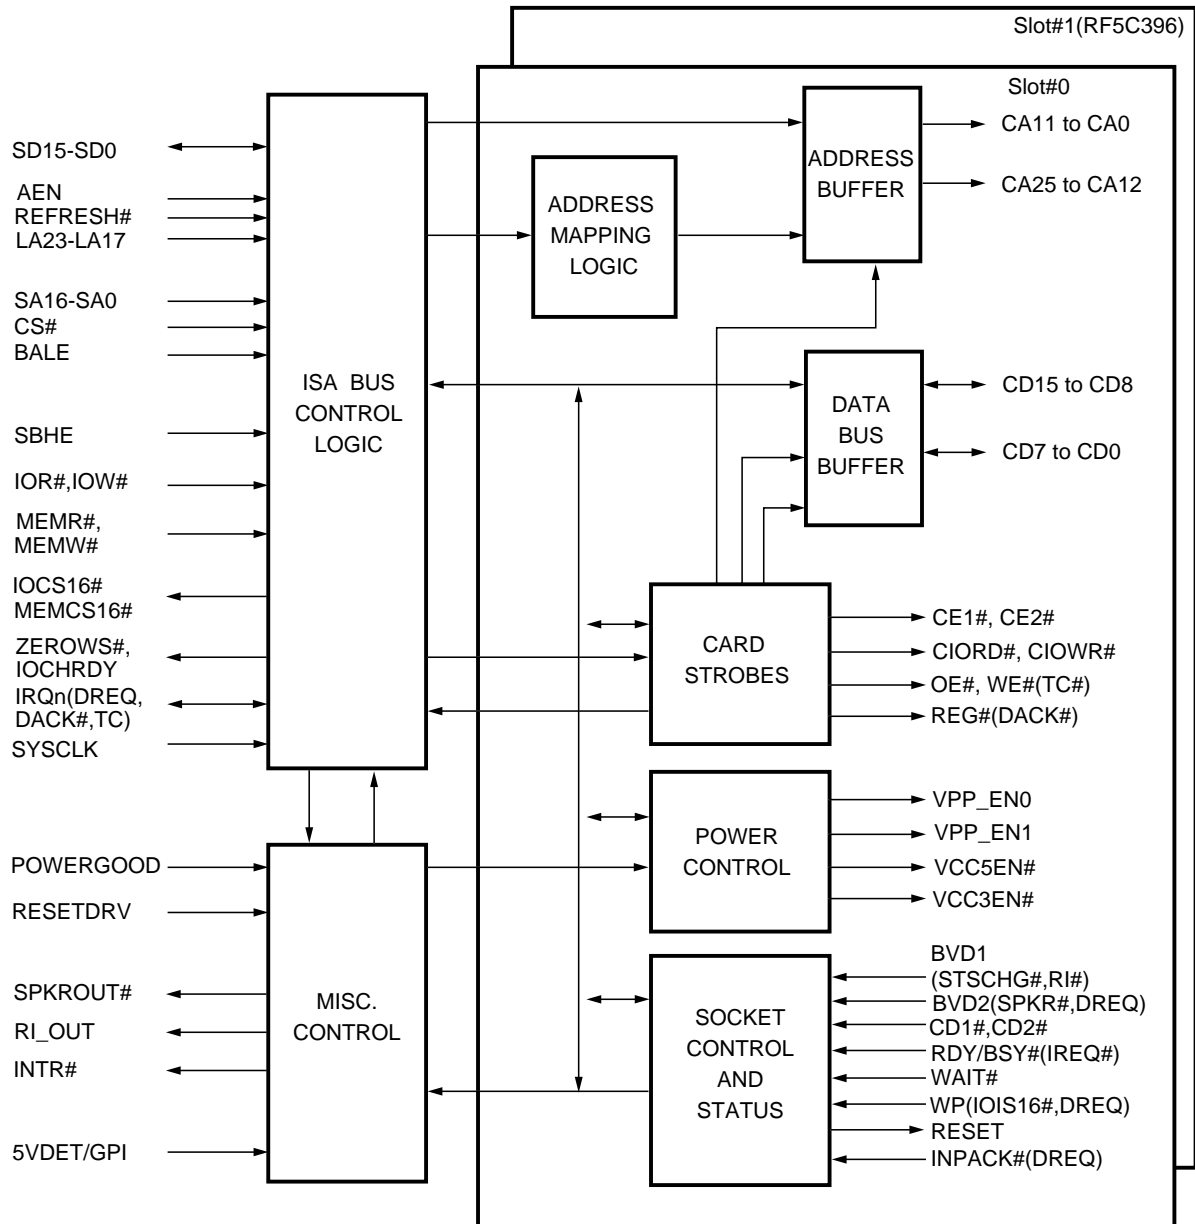 Slot#1(RF5C396)
Slot#0
SD15-SD0
AEN
REFRESH#
LA23-LA17
SA16-SA0
CS#
BALE
SBHE
IOR#,IOW#
MEMR#,
MEMW#
IOCS16#
MEMCS16#
ZEROWS#,
IOCHRDY
IRQn(DREQ,
DACK#,TC)
SYSCLK
POWERGOOD
RESETDRV
SPKROUT#
RI_OUT
INTR#
5VDET/GPI
ISA BUS
CONTROL
LOGIC
MISC.
CONTROL
ADDRESS
MAPPING
LOGIC
ADDRESS
BUFFER
DATA
BUS
BUFFER
CARD
STROBES
POWER
CONTROL
SOCKET
CONTROL
AND
STATUS
CA11 to CA0
CA25 to CA12
CD15 to CD8
CD7 to CD0
CE1#, CE2#
CIORD#, CIOWR#
OE#, WE#(TC#)
REG#(DACK#)
VPP_EN0
VPP_EN1
VCC5EN#
VCC3EN#
BVD1
(STSCHG#,RI#)
BVD2(SPKR#,DREQ)
CD1#,CD2#
RDY/BSY#(IREQ#)
WAIT#
WP(IOIS16#,DREQ)
RESET
INPACK#(DREQ)